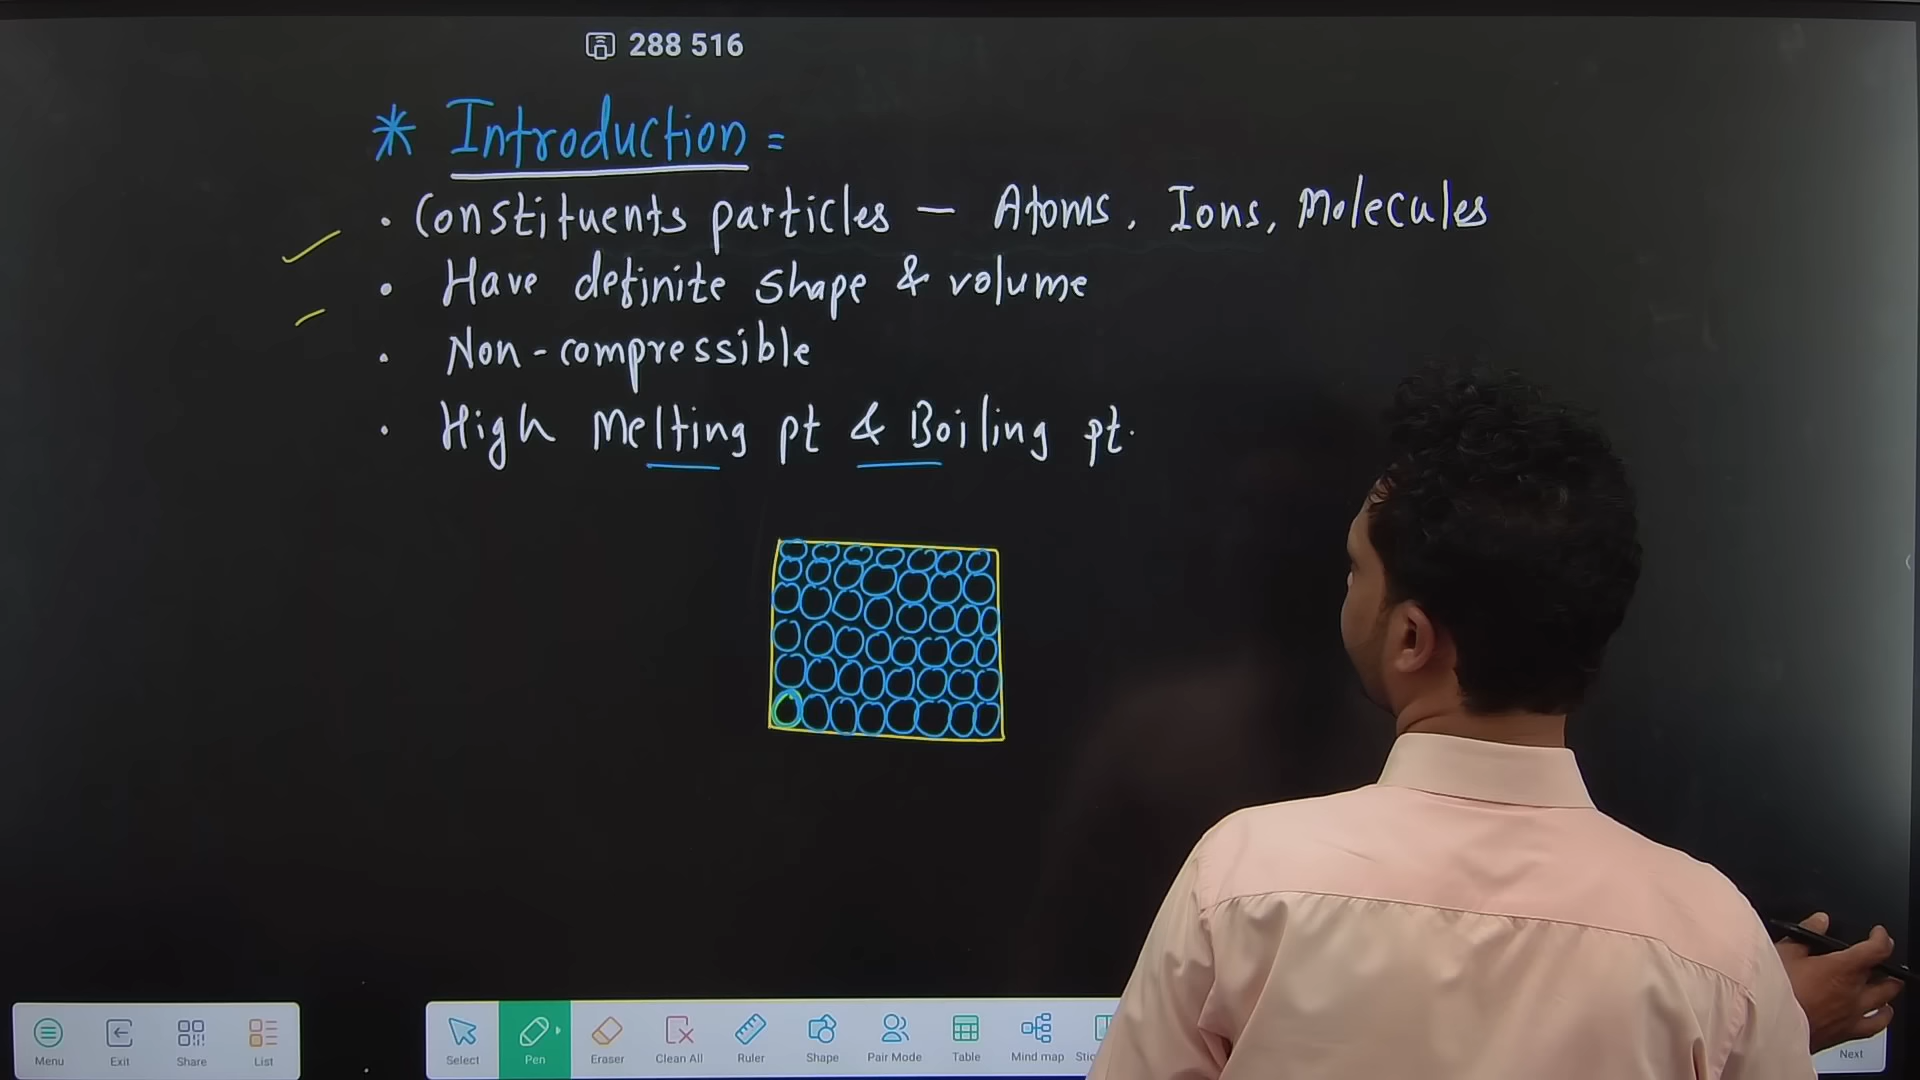 288 516
* Introduction =
• Constituents particles — Atoms, Ions, Molecules
• Have definite shape & volume
• Non-compressible
• High Melting pt & Boiling pt.
Menu Exit Share List Select Pen Eraser Clean All Ruler Shape Pair Mode Table Mind map Next